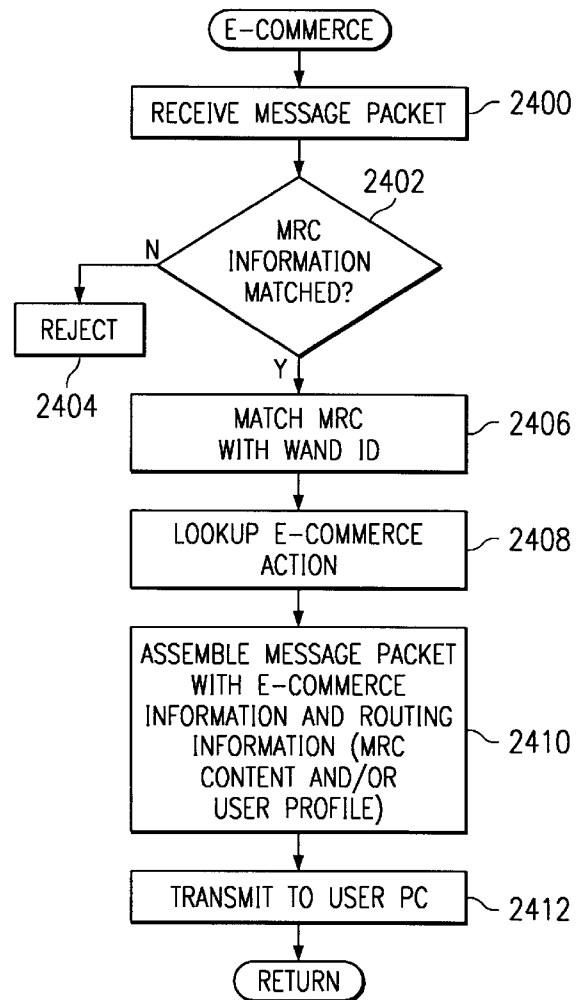 E-COMMERCE
RECEIVE MESSAGE PACKET
2400
2402
MRC
INFORMATION
MATCHED?
N
REJECT
2404
Y
MATCH MRC
WITH WAND ID
2406
LOOKUP E-COMMERCE
ACTION
2408
ASSEMBLE MESSAGE PACKET
WITH E-COMMERCE
INFORMATION AND ROUTING
INFORMATION (MRC
CONTENT AND/OR
USER PROFILE)
2410
TRANSMIT TO USER PC
2412
RETURN